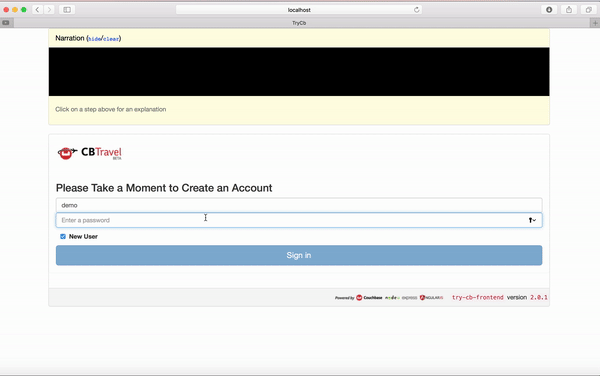 localhost
TryCb
Narration (hide/clear)
Click on a step above for an explanation
CBTravel
BETA
Please Take a Moment to Create an Account
demo
Enter a password
New User
Sign in
Powered by Couchbase node express ANGULARJS try-cb-frontend version 2.0.1